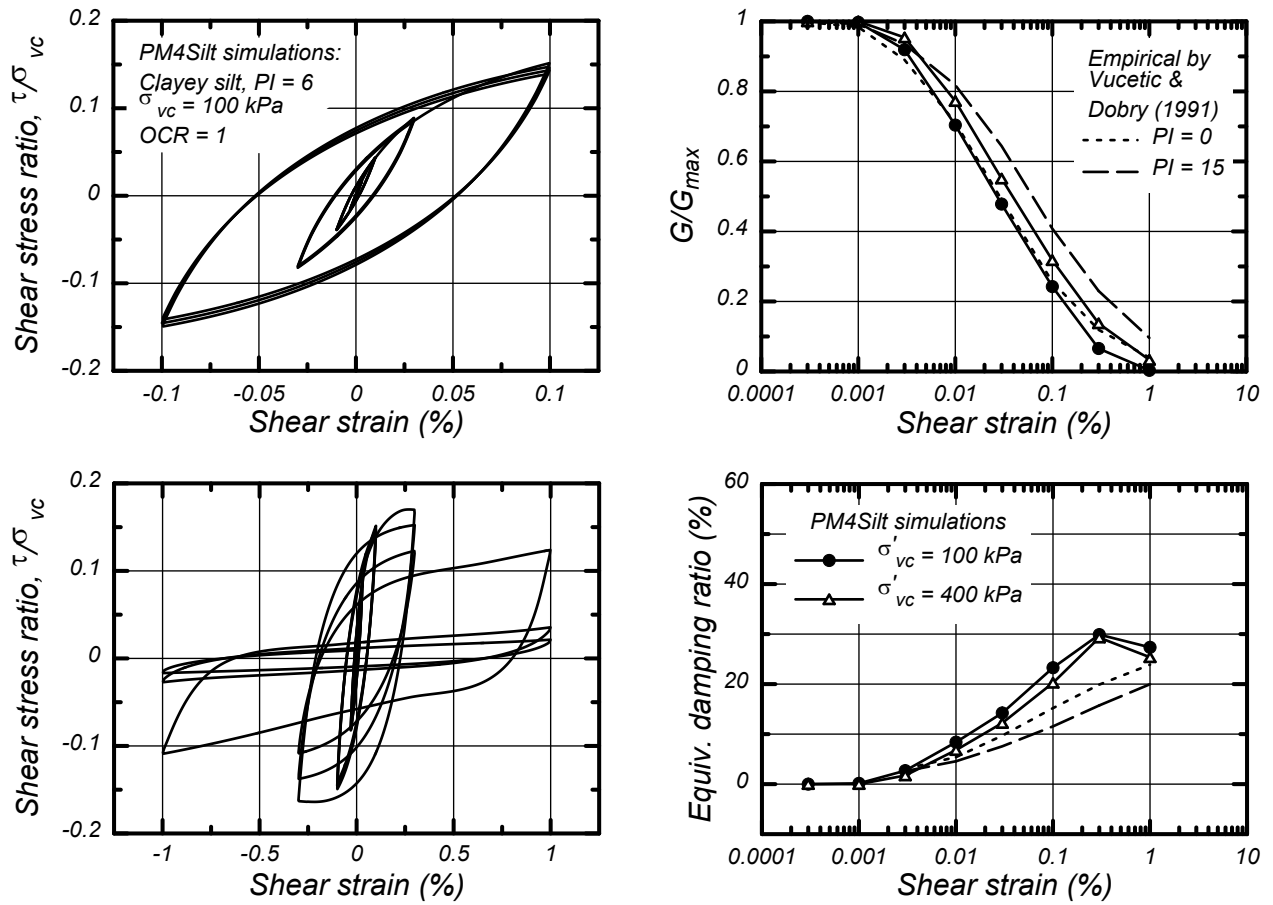 0.2
0.1
0
-0.1
-0.2
Shear stress ratio, τ/σ vc
PM4Silt simulations:
Clayey silt, PI = 6
σ vc = 100 kPa
OCR = 1
-0.1
-0.05
0
0.05
0.1
Shear strain (%)
1
0.8
0.6
0.4
0.2
0
G/Gmax
Empirical by
Vucetic &
Dobry (1991)
PI = 0
PI = 15
0.0001
0.001
0.01
0.1
1
10
Shear strain (%)
0.2
0.1
0
-0.1
-0.2
Shear stress ratio, τ/σ vc
-1
-0.5
0
0.5
1
Shear strain (%)
60
40
20
0
Equiv. damping ratio (%)
PM4Silt simulations
σ'vc = 100 kPa
σ'vc = 400 kPa
0.0001
0.001
0.01
0.1
1
10
Shear strain (%)